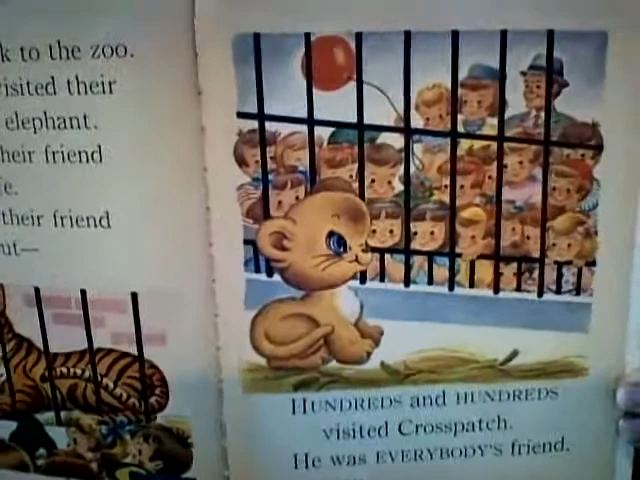 k to the zoo.
isited their
elephant.
heir friend
e.
their friend
ut—
HUNDREDS and HUNDREDS
visited Crosspatch.
He was EVERYBODY'S friend.